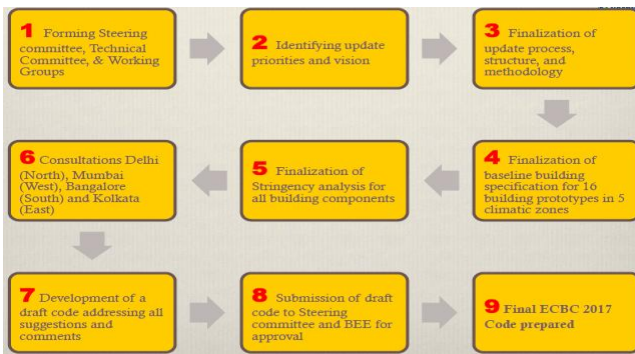 1 Forming Steering
committee, Technical
Committee, & Working
Groups
2 Identifying update
priorities and vision
3 Finalization of
update process,
structure, and
methodology
4 Finalization of
baseline building
specification for 16
building prototypes in 5
climatic zones
5 Finalization of
Stringency analysis for
all building components
6 Consultations Delhi
(North), Mumbai
(West), Bangalore
(South) and Kolkata
(East)
7 Development of a
draft code addressing all
suggestions and
comments
8 Submission of draft
code to Steering
committee and BEE for
approval
9 Final ECBC 2017
Code prepared